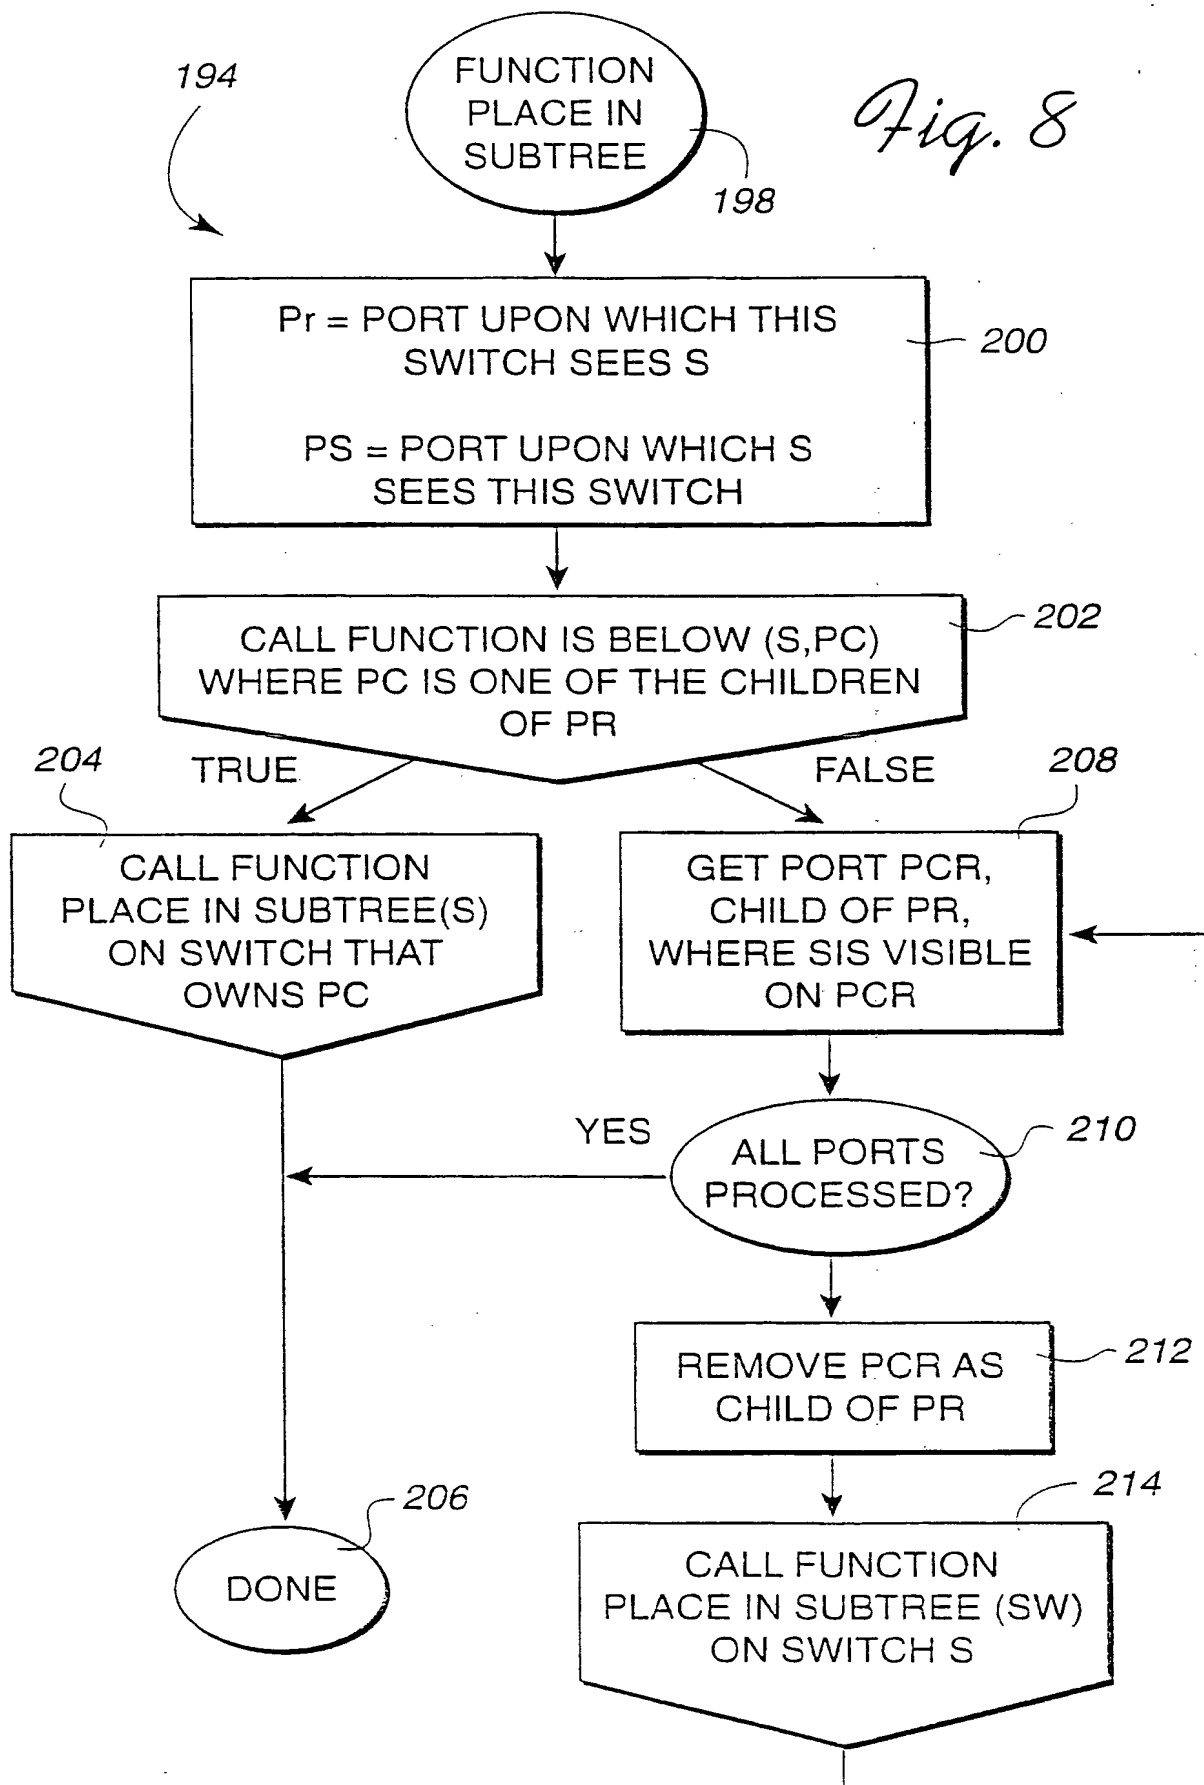 194
FUNCTION
PLACE IN
SUBTREE
Fig. 8
198
Pr = PORT UPON WHICH THIS
SWITCH SEES S
200
PS = PORT UPON WHICH S
SEES THIS SWITCH
CALL FUNCTION IS BELOW (S,PC)
WHERE PC IS ONE OF THE CHILDREN
OF PR
202
204
TRUE
FALSE
208
CALL FUNCTION
PLACE IN SUBTREE(S)
ON SWITCH THAT
OWNS PC
GET PORT PCR,
CHILD OF PR,
WHERE SIS VISIBLE
ON PCR
YES
ALL PORTS
PROCESSED?
210
REMOVE PCR AS
CHILD OF PR
212
206
DONE
214
CALL FUNCTION
PLACE IN SUBTREE (SW)
ON SWITCH S